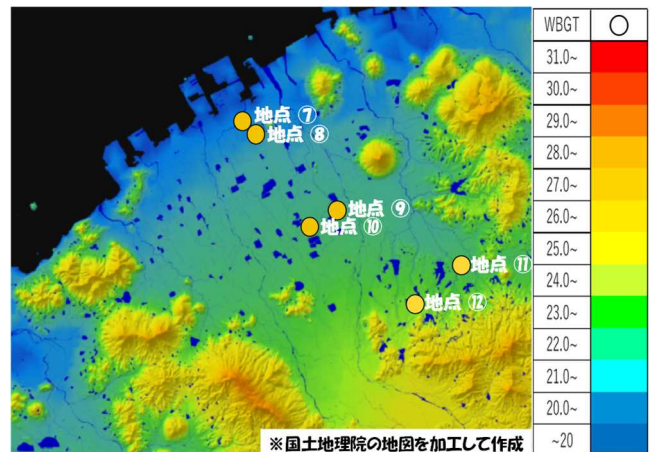 地点 ⑦
地点 ⑧
地点 ⑨
地点 ⑩
地点 ⑪
地点 ⑫
※国土地理院の地図を加工して作成
WBGT ○
31.0~
30.0~
29.0~
28.0~
27.0~
26.0~
25.0~
24.0~
23.0~
22.0~
21.0~
20.0~
~20